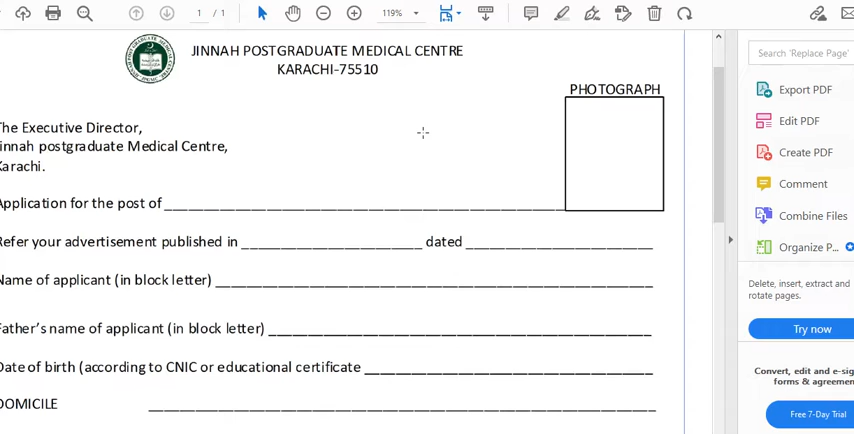 1 / 1
119%
JINNAH POSTGRADUATE MEDICAL CENTRE
KARACHI-75510
PHOTOGRAPH
The Executive Director,
Jinnah postgraduate Medical Centre,
Karachi.
Application for the post of
Refer your advertisement published in dated
Name of applicant (in block letter)
Father's name of applicant (in block letter)
Date of birth (according to CNIC or educational certificate
DOMICILE
Search 'Replace Page'
Export PDF
Edit PDF
Create PDF
Comment
Combine Files
Organize P...
Delete, insert, extract and
rotate pages.
Try now
Convert, edit and e-sig
forms & agreemen
Free 7-Day Trial